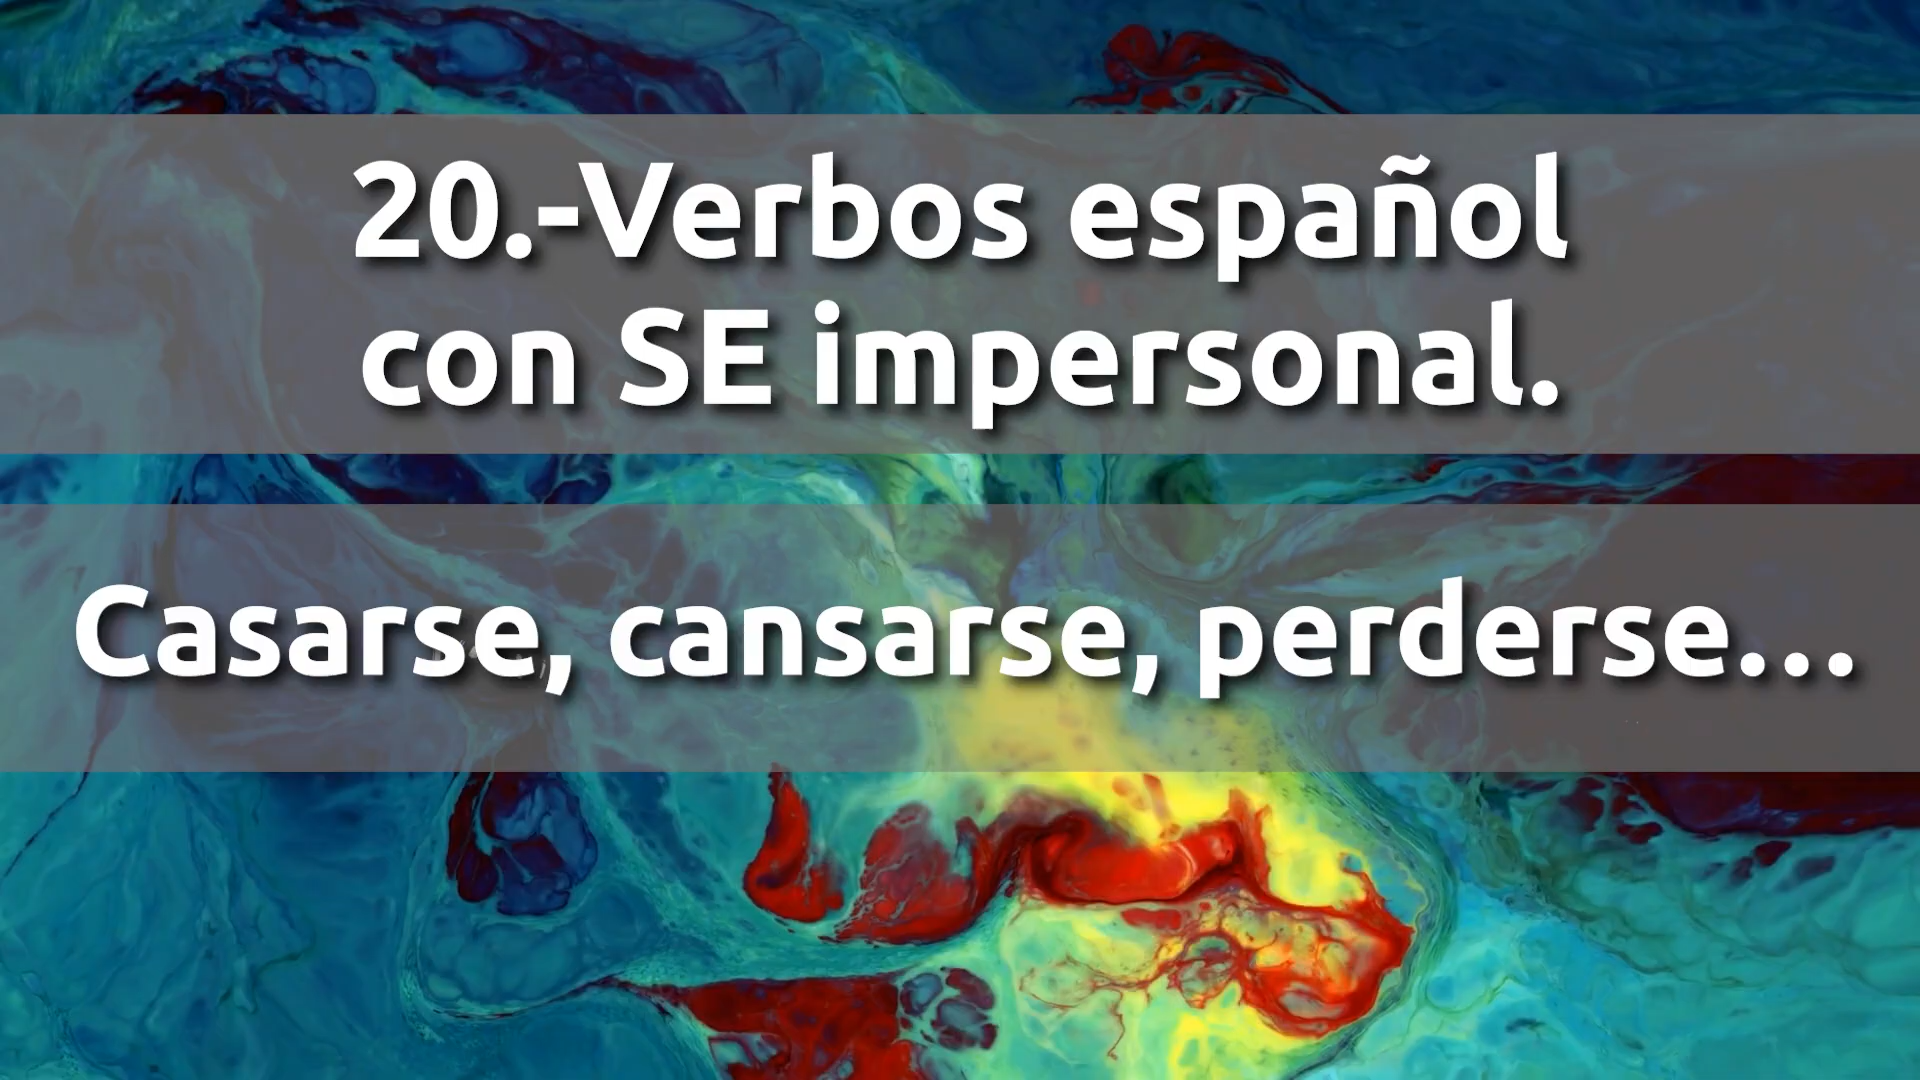 20.-Verbos español
con SE impersonal.
Casarse, cansarse, perderse...